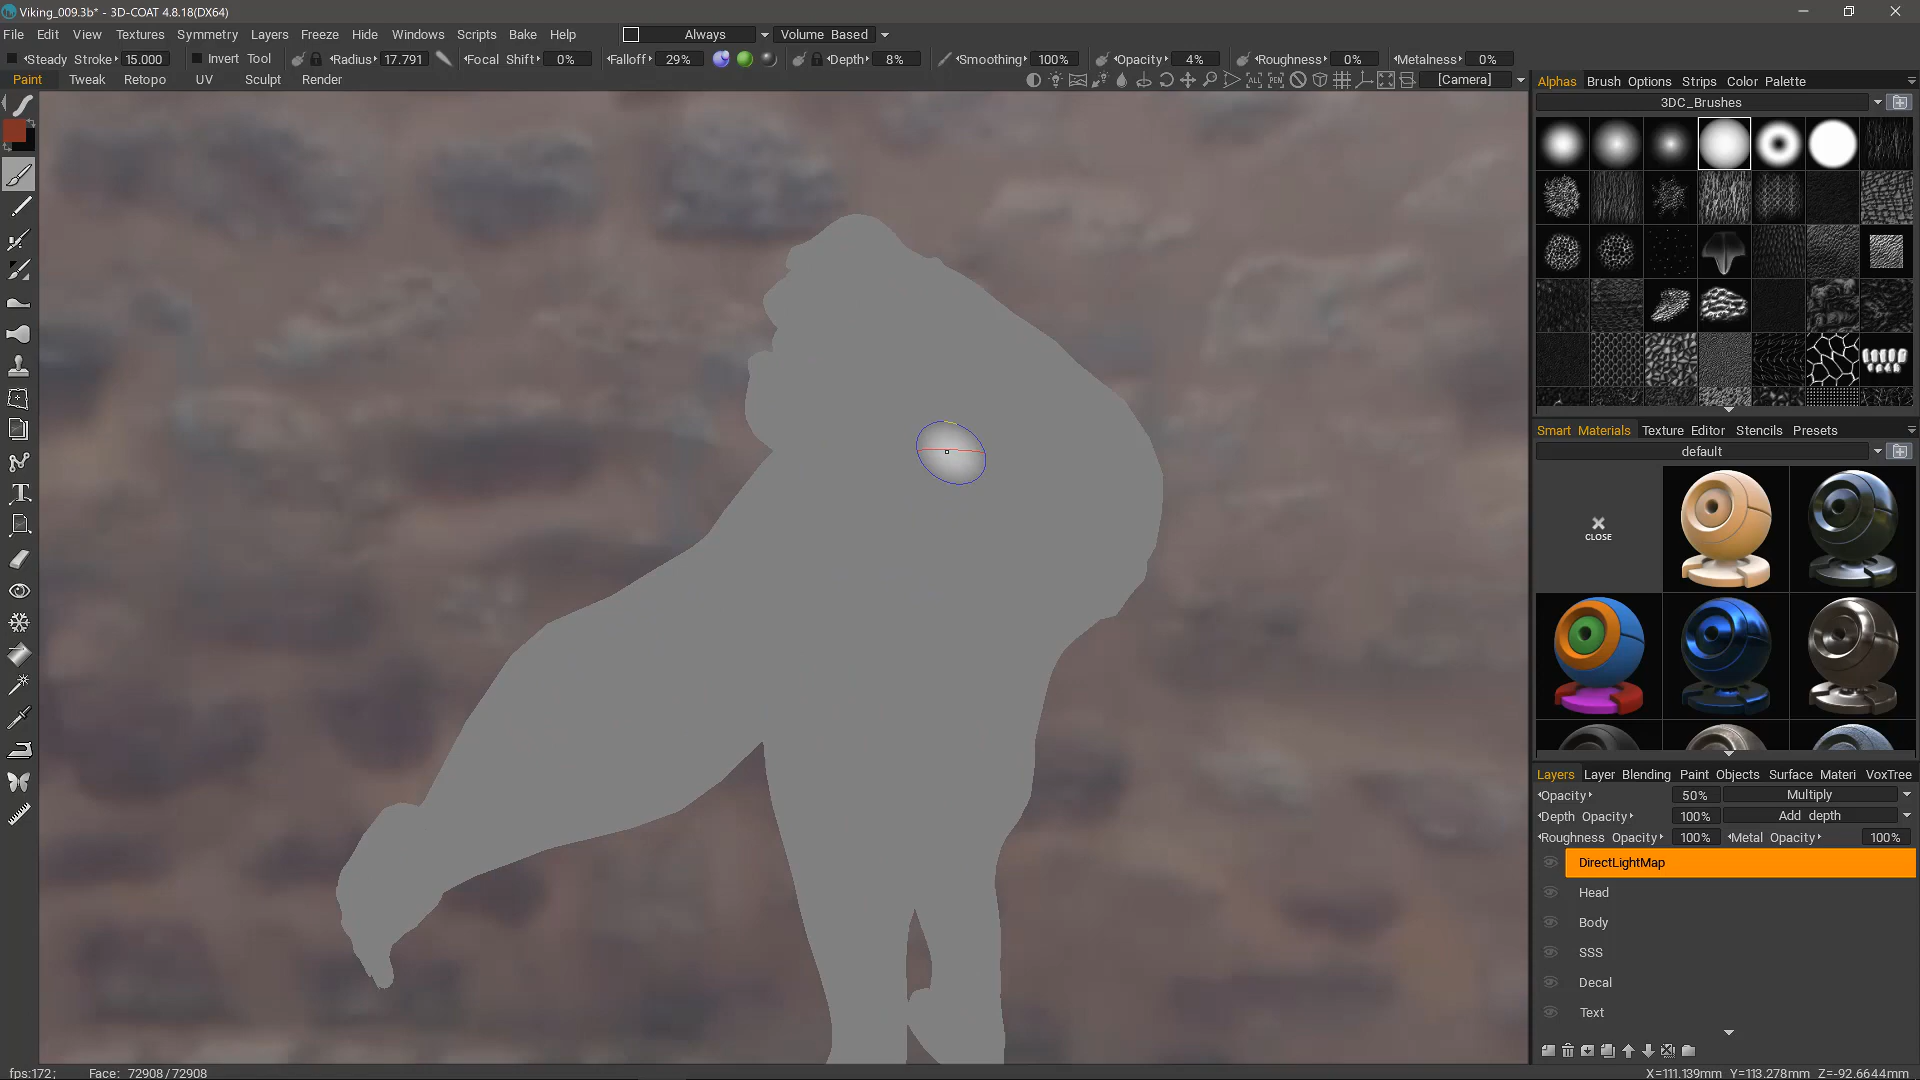 Viking_009.3b* - 3D-COAT 4.8.18(DX64)
File Edit View Textures Symmetry Layers Freeze Hide Windows Scripts Bake Help Always Volume Based
Steady Stroke 15.000 Invert Tool Radius 17.791 Focal Shift 0% Falloff 29% Depth 8% Smoothing 100% Opacity 4% Roughness 0% Metalness 0%
Paint Tweak Retopo UV Sculpt Render [Camera]
Alphas Brush Options Strips Color Palette
3DC_Brushes
Smart Materials Texture Editor Stencils Presets
default
CLOSE
Layers Layer Blending Paint Objects Surface Materi VoxTree
Opacity 50% Multiply
Depth Opacity 100% Add depth
Roughness Opacity 100% Metal Opacity 100%
DirectLightMap
Head
Body
SSS
Decal
Text
fps:172; Face: 72908/72908 X=111.139mm Y=113.278mm Z=-92.6644mm